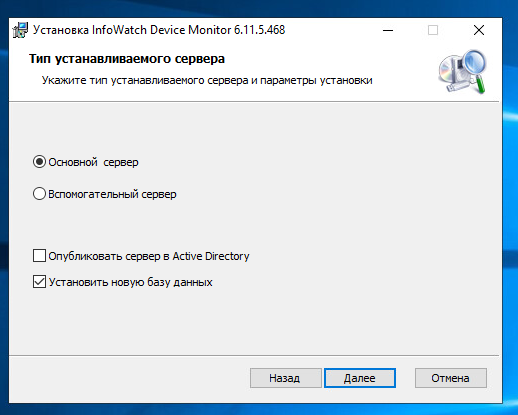 Установка InfoWatch Device Monitor 6.11.5.468
Тип устанавливаемого сервера
Укажите тип устанавливаемого сервера и параметры установки
Основной сервер
Вспомогательный сервер
Опубликовать сервер в Active Directory
Установить новую базу данных
Назад Далее Отмена